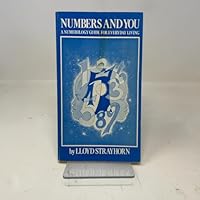 NUMBERS AND YOU
A NUMEROLOGY GUIDE FOR EVERYDAY LIVING
by LLOYD STRAYHORN